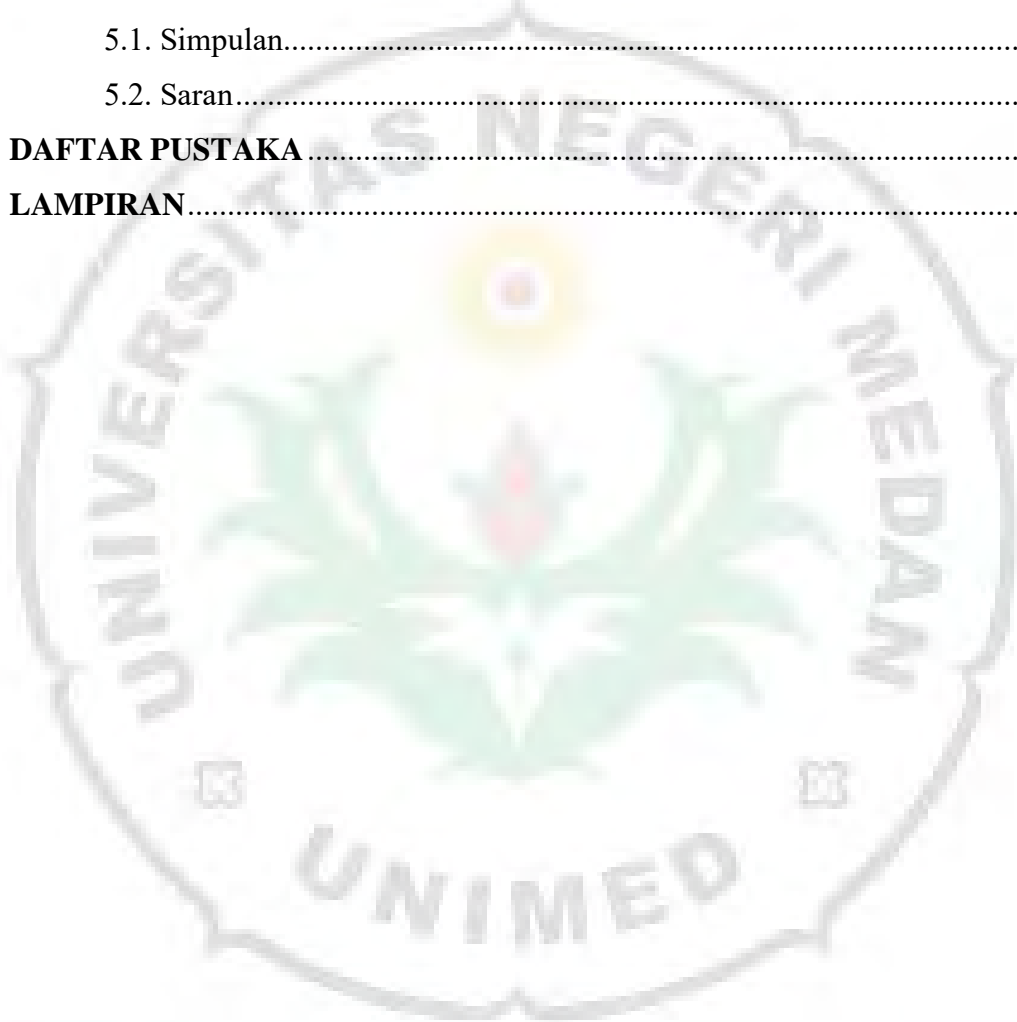 5.1. Simpulan....................................................................................................
5.2. Saran..........................................................................................................
DAFTAR PUSTAKA..........................................................................................
LAMPIRAN.........................................................................................................
UNIVERSITAS NEGERI MEDAN
UNIMED